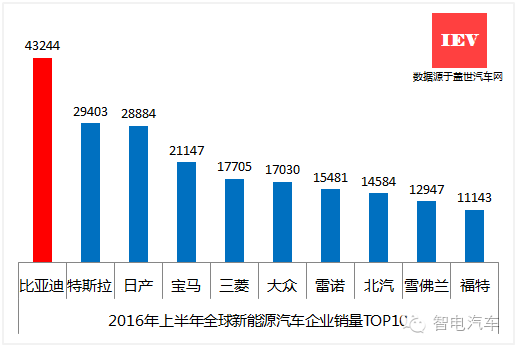 IEV
数据源于盖世汽车网
43244
29403
28884
21147
17705
17030
15481
14584
12947
11143
比亚迪 特斯拉 日产 宝马 三菱 大众 雷诺 北汽 雪佛兰 福特
2016年上半年全球新能源汽车企业销量TOP10
智电汽车